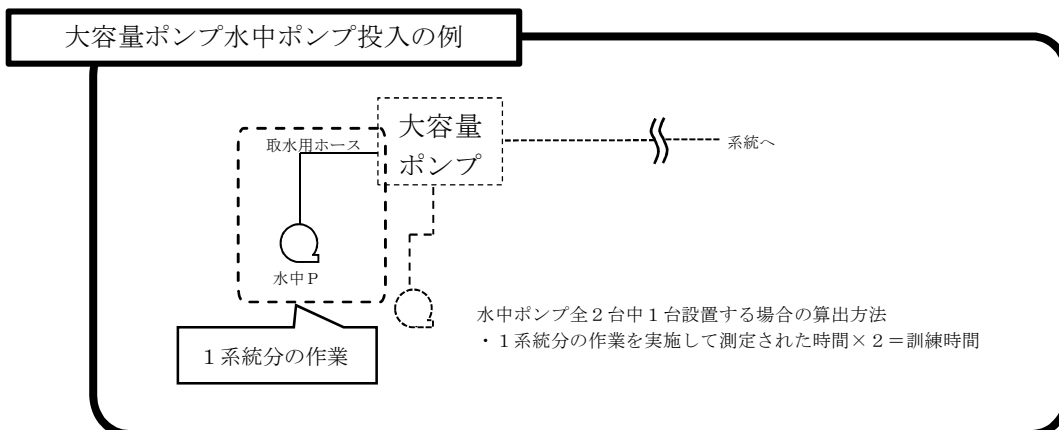 大容量ポンプ水中ポンプ投入の例
大容量
ポンプ
取水用ホース
系統へ
水中Ｐ
水中ポンプ全２台中１台設置する場合の算出方法
・１系統分の作業を実施して測定された時間×２＝訓練時間
１系統分の作業